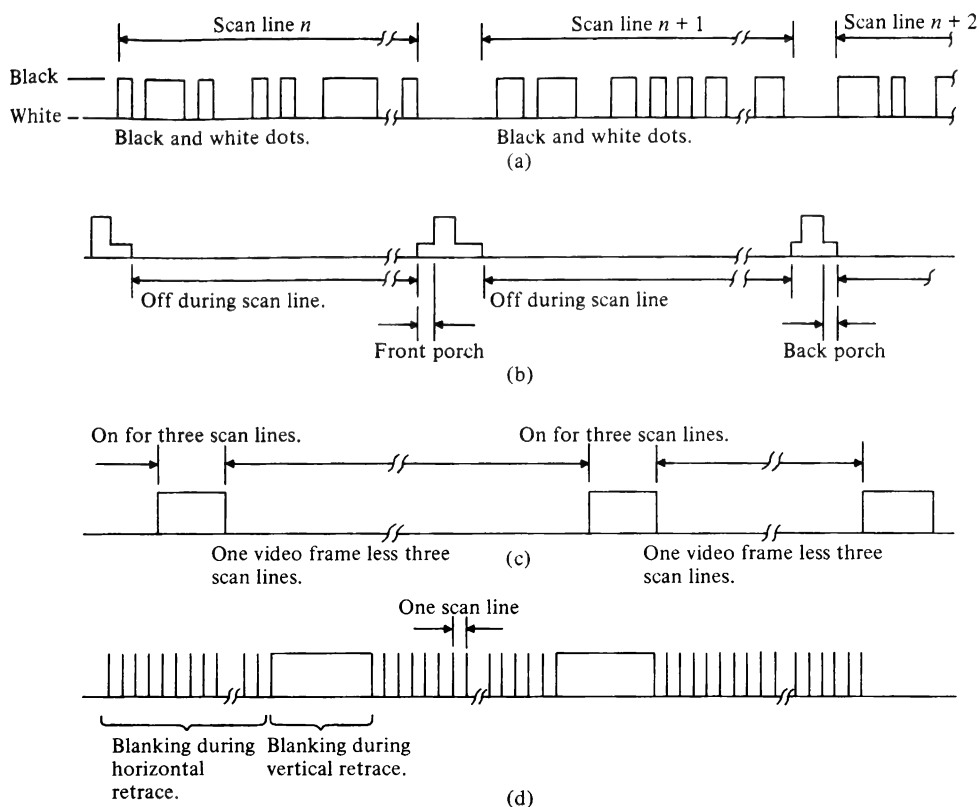 Scan line n
Scan line n + 1
Scan line n + 2
Black
White
Black and white dots.
Black and white dots.
(a)
Off during scan line.
Off during scan line
Front porch
Back porch
(b)
On for three scan lines.
On for three scan lines.
One video frame less three
scan lines.
(c)
One video frame less three
scan lines.
One scan line
Blanking during
horizontal
retrace.
Blanking during
vertical retrace.
(d)